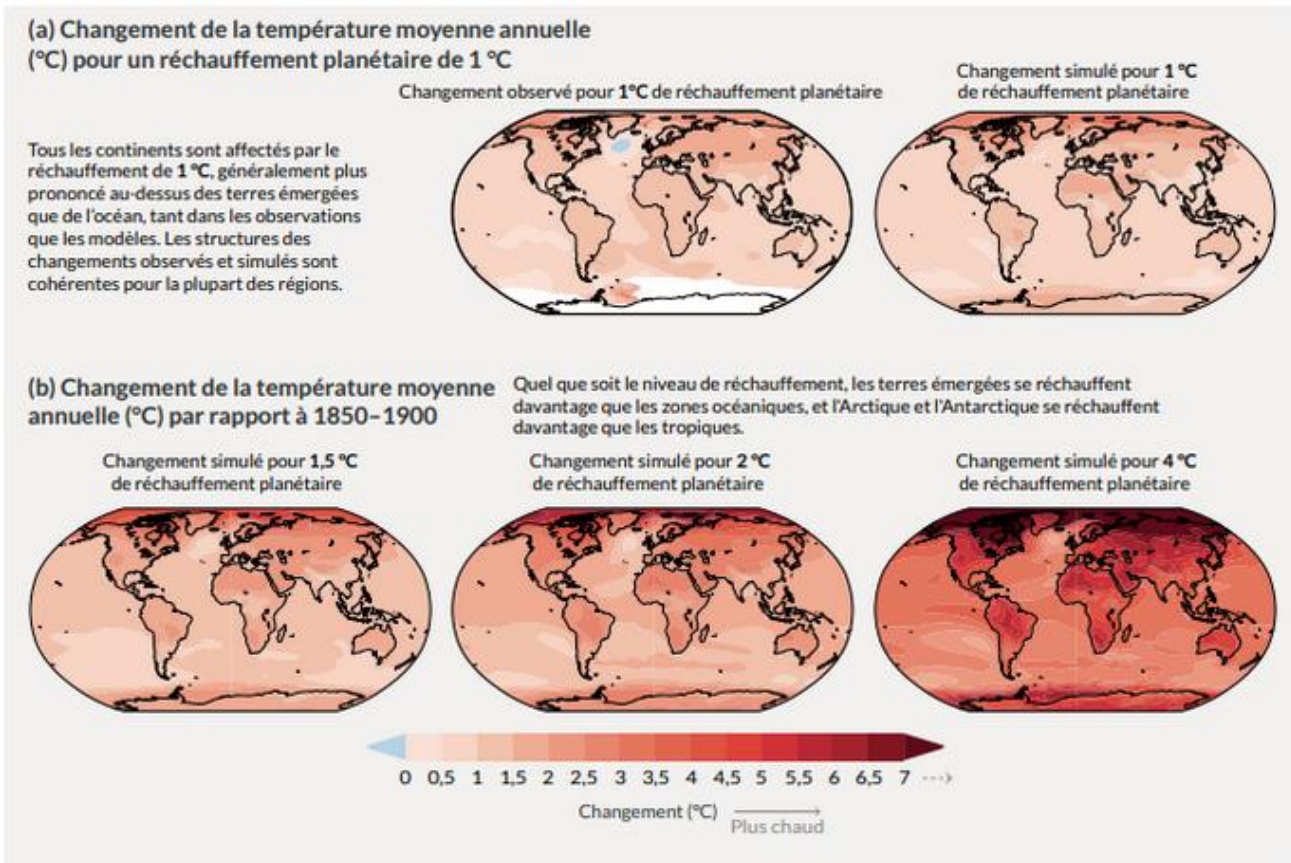 (a) Changement de la température moyenne annuelle
(°C) pour un réchauffement planétaire de 1 °C
Changement observé pour 1°C de réchauffement planétaire
Changement simulé pour 1°C
de réchauffement planétaire
Tous les continents sont affectés par le
réchauffement de 1 °C, généralement plus
prononcé au-dessus des terres émergées
que de l'océan, tant dans les observations
que les modèles. Les structures des
changements observés et simulés sont
cohérentes pour la plupart des régions.
(b) Changement de la température moyenne
annuelle (°C) par rapport à 1850–1900
Quel que soit le niveau de réchauffement, les terres émergées se réchauffent
davantage que les zones océaniques, et l'Arctique et l'Antarctique se réchauffent
davantage que les tropiques.
Changement simulé pour 1,5 °C
de réchauffement planétaire
Changement simulé pour 2 °C
de réchauffement planétaire
Changement simulé pour 4 °C
de réchauffement planétaire
0 0,5 1 1,5 2 2,5 3 3,5 4 4,5 5 5,5 6 6,5 7
Changement (°C)
Plus chaud